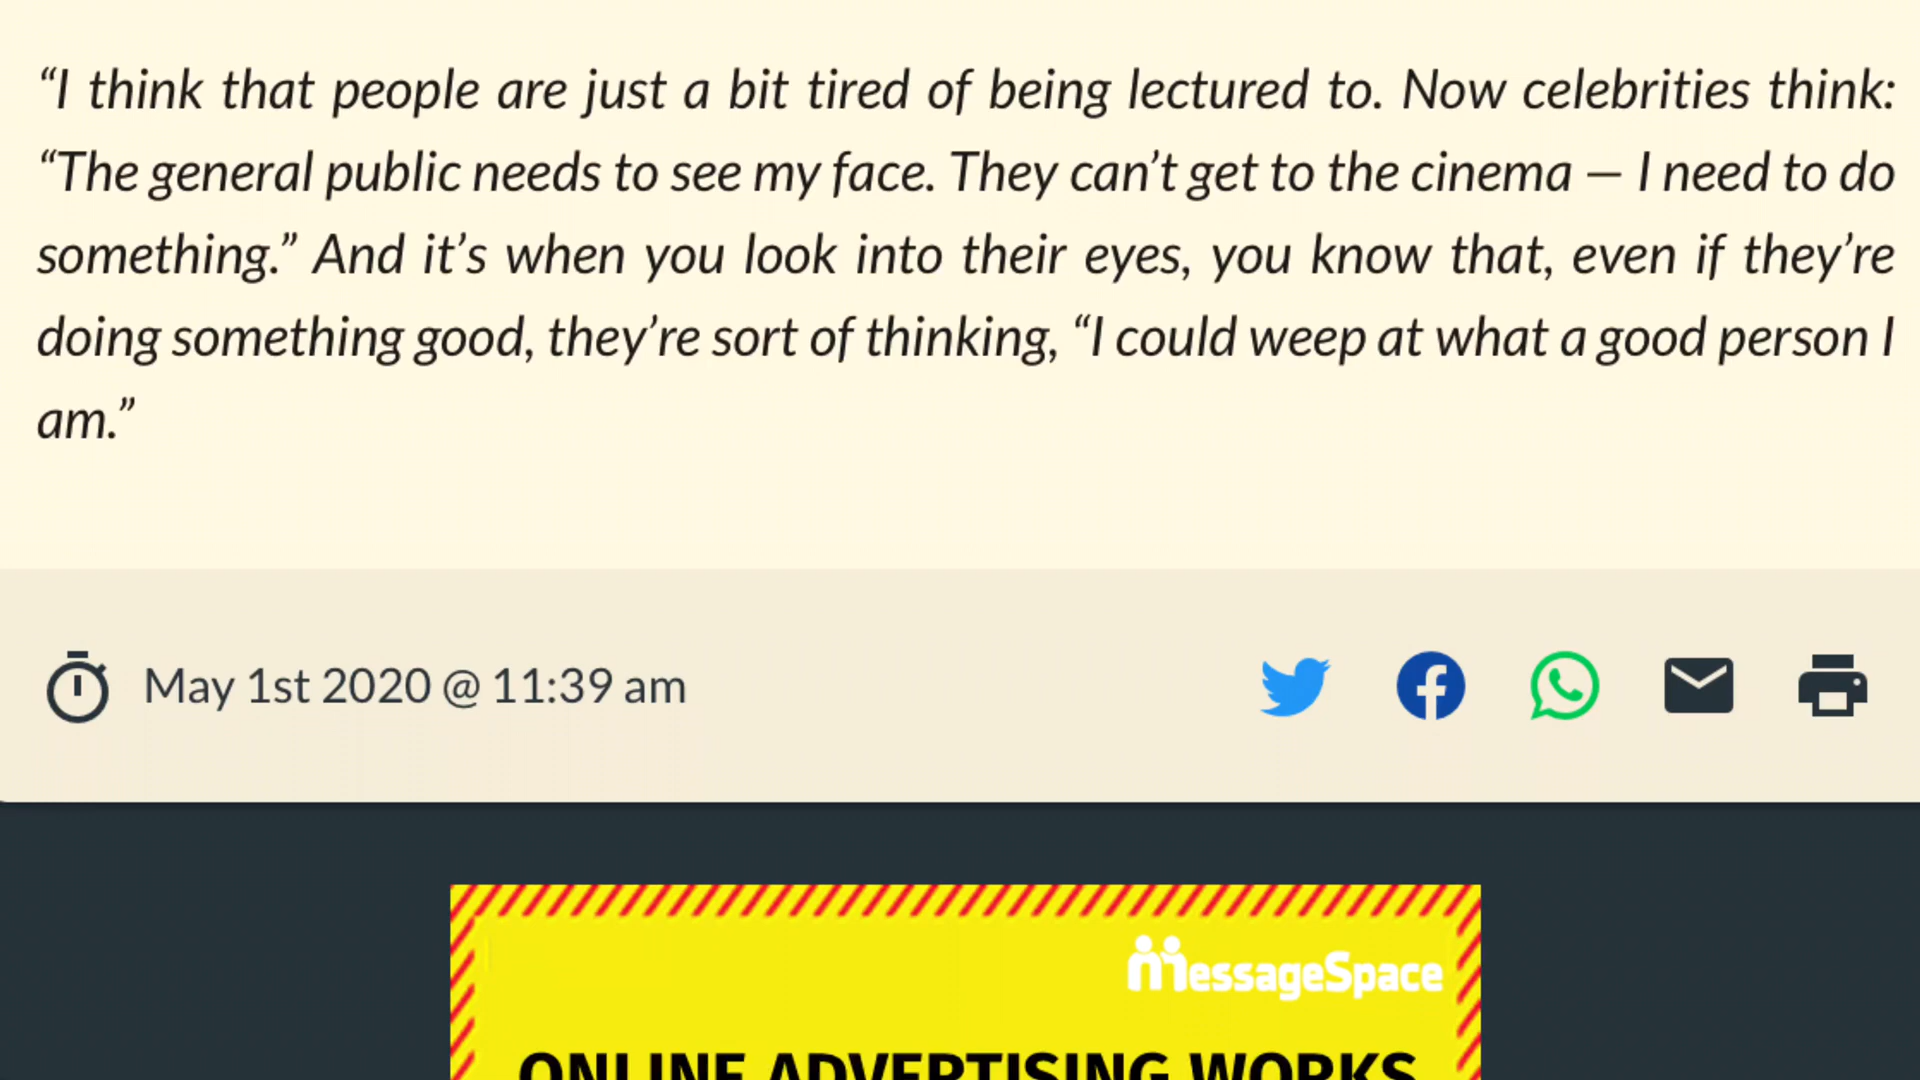 “I think that people are just a bit tired of being lectured to. Now celebrities think:
“The general public needs to see my face. They can’t get to the cinema — I need to do
something.” And it’s when you look into their eyes, you know that, even if they’re
doing something good, they’re sort of thinking, “I could weep at what a good person I
am.”
May 1st 2020 @ 11:39 am
MessageSpace
ONLINE ADVERTISING WORKS